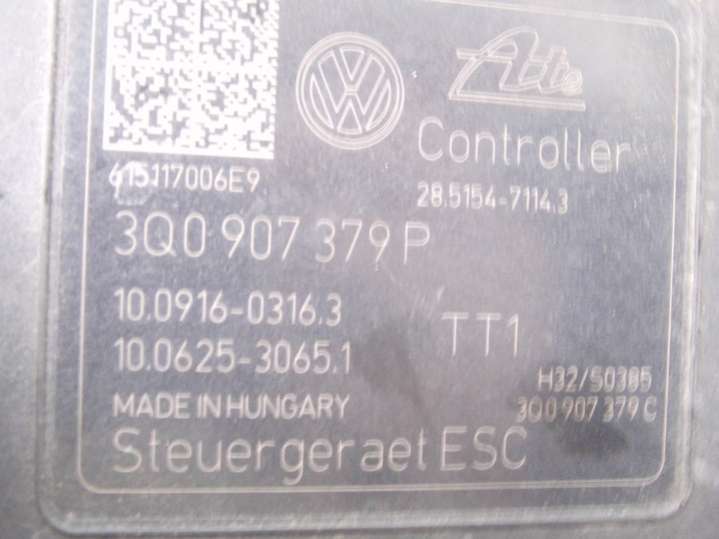 Ate
Controller
615117006E9
28.5154-7114.3
3Q0 907 379 P
10.0916-0316.3
10.0625-3065.1
TT1
H32/50385
MADE IN HUNGARY
3Q0 907 379 C
Steuergeraet ESC